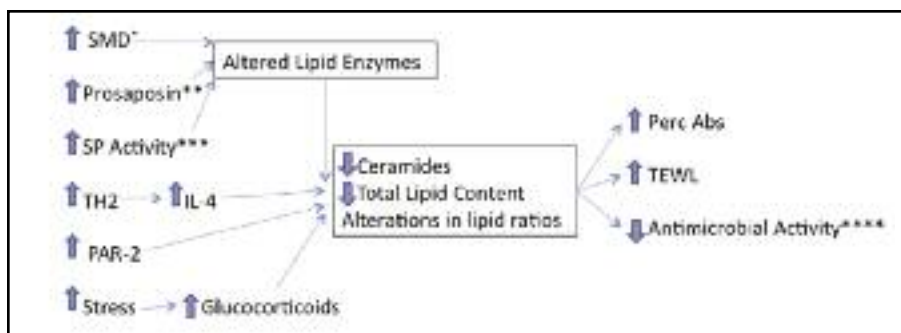 SMD*
Altered Lipid Enzymes
Prosaposin**
SP Activity***
TH2
IL-4
PAR-2
Stress
Glucocorticoids
Ceramides
Total Lipid Content
Alterations in lipid ratios
Perc Abs
TEWL
Antimicrobial Activity****